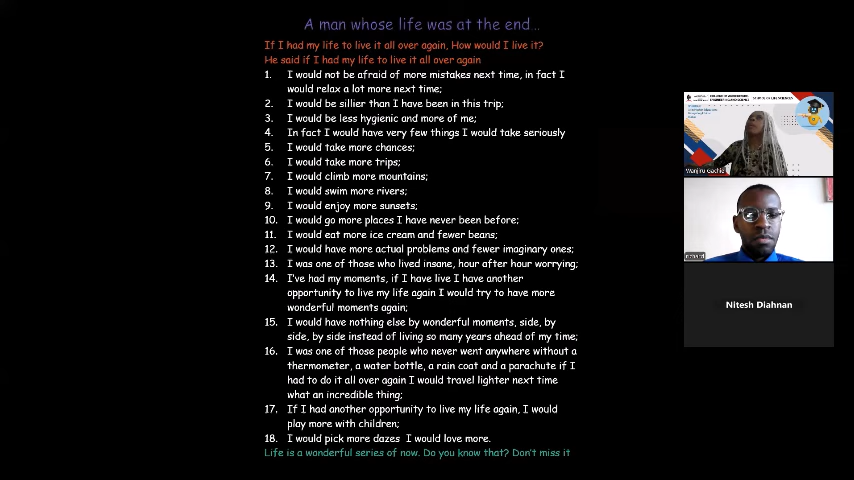 A man whose life was at the end...
If I had my life to live it all over again, How would I live it?
He said if I had my life to live it all over again
1. I would not be afraid of more mistakes next time, in fact I
would relax a lot more next time;
2. I would be sillier than I have been in this trip;
3. I would be less hygienic and more of me;
4. In fact I would have very few things I would take seriously
5. I would take more chances;
6. I would take more trips;
7. I would climb more mountains;
8. I would swim more rivers;
9. I would enjoy more sunsets;
10. I would go more places I have never been before;
11. I would eat more ice cream and fewer beans;
12. I would have more actual problems and fewer imaginary ones;
13. I was one of those who lived insane, hour after hour worrying;
14. I've had my moments, if I have live I have another
opportunity to live my life again I would try to have more
wonderful moments again;
15. I would have nothing else by wonderful moments, side, by
side, by side instead of living so many years ahead of my time;
16. I was one of those people who never went anywhere without a
thermometer, a water bottle, a rain coat and a parachute if I
had to do it all over again I would travel lighter next time
what an incredible thing;
17. If I had another opportunity to live my life again, I would
play more with children;
18. I would pick more dazes I would love more.
Life is a wonderful series of now. Do you know that? Don't miss it
SCHOOL OF LIFE SCIENCES
Wanjiru Gachie
richard
Nitesh Diahnan